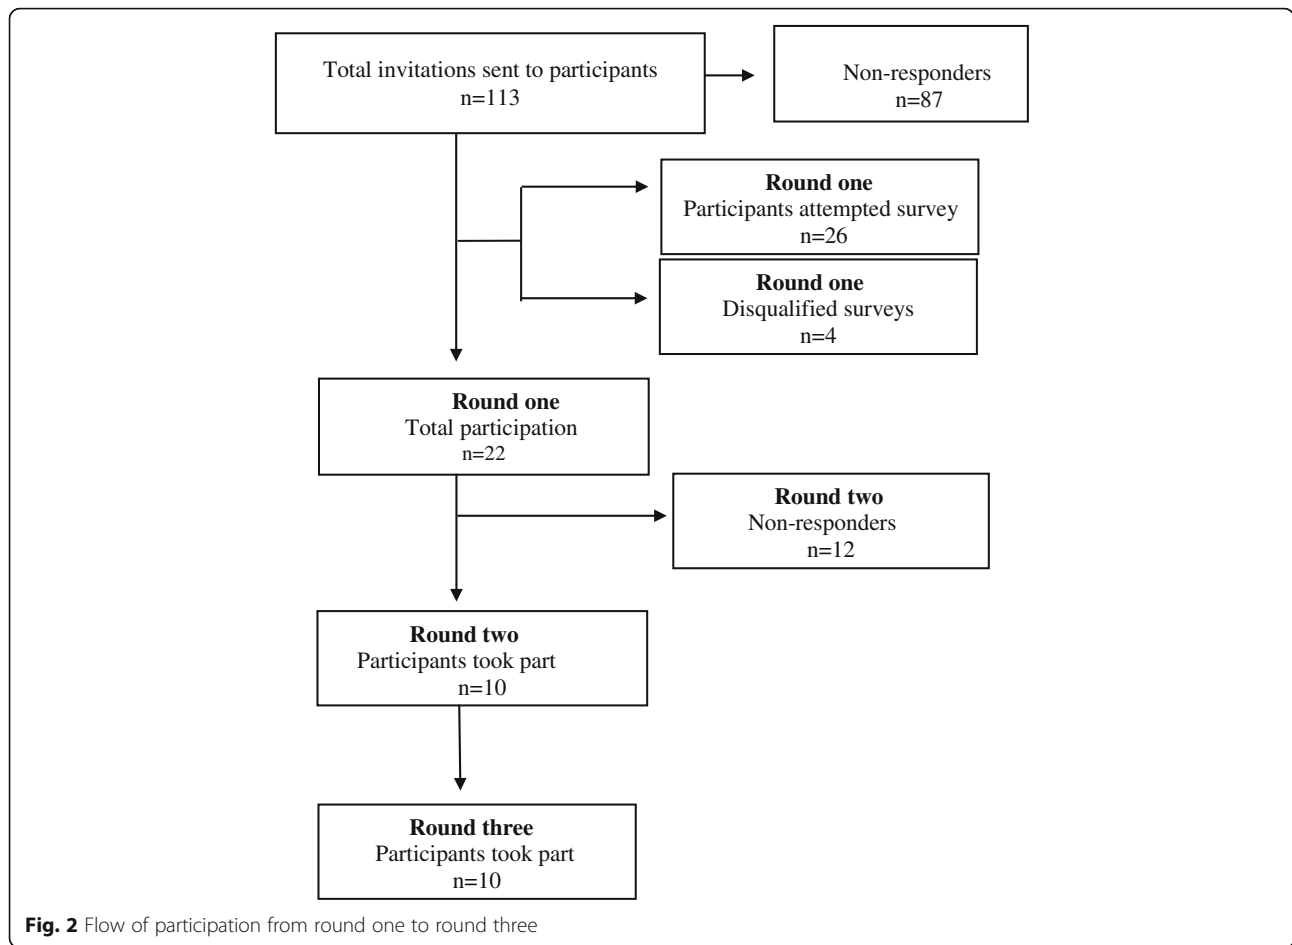 Total invitations sent to participants
n=113
Non-responders
n=87
Round one
Participants attempted survey
n=26
Round one
Disqualified surveys
n=4
Round one
Total participation
n=22
Round two
Non-responders
n=12
Round two
Participants took part
n=10
Round three
Participants took part
n=10
Fig. 2 Flow of participation from round one to round three